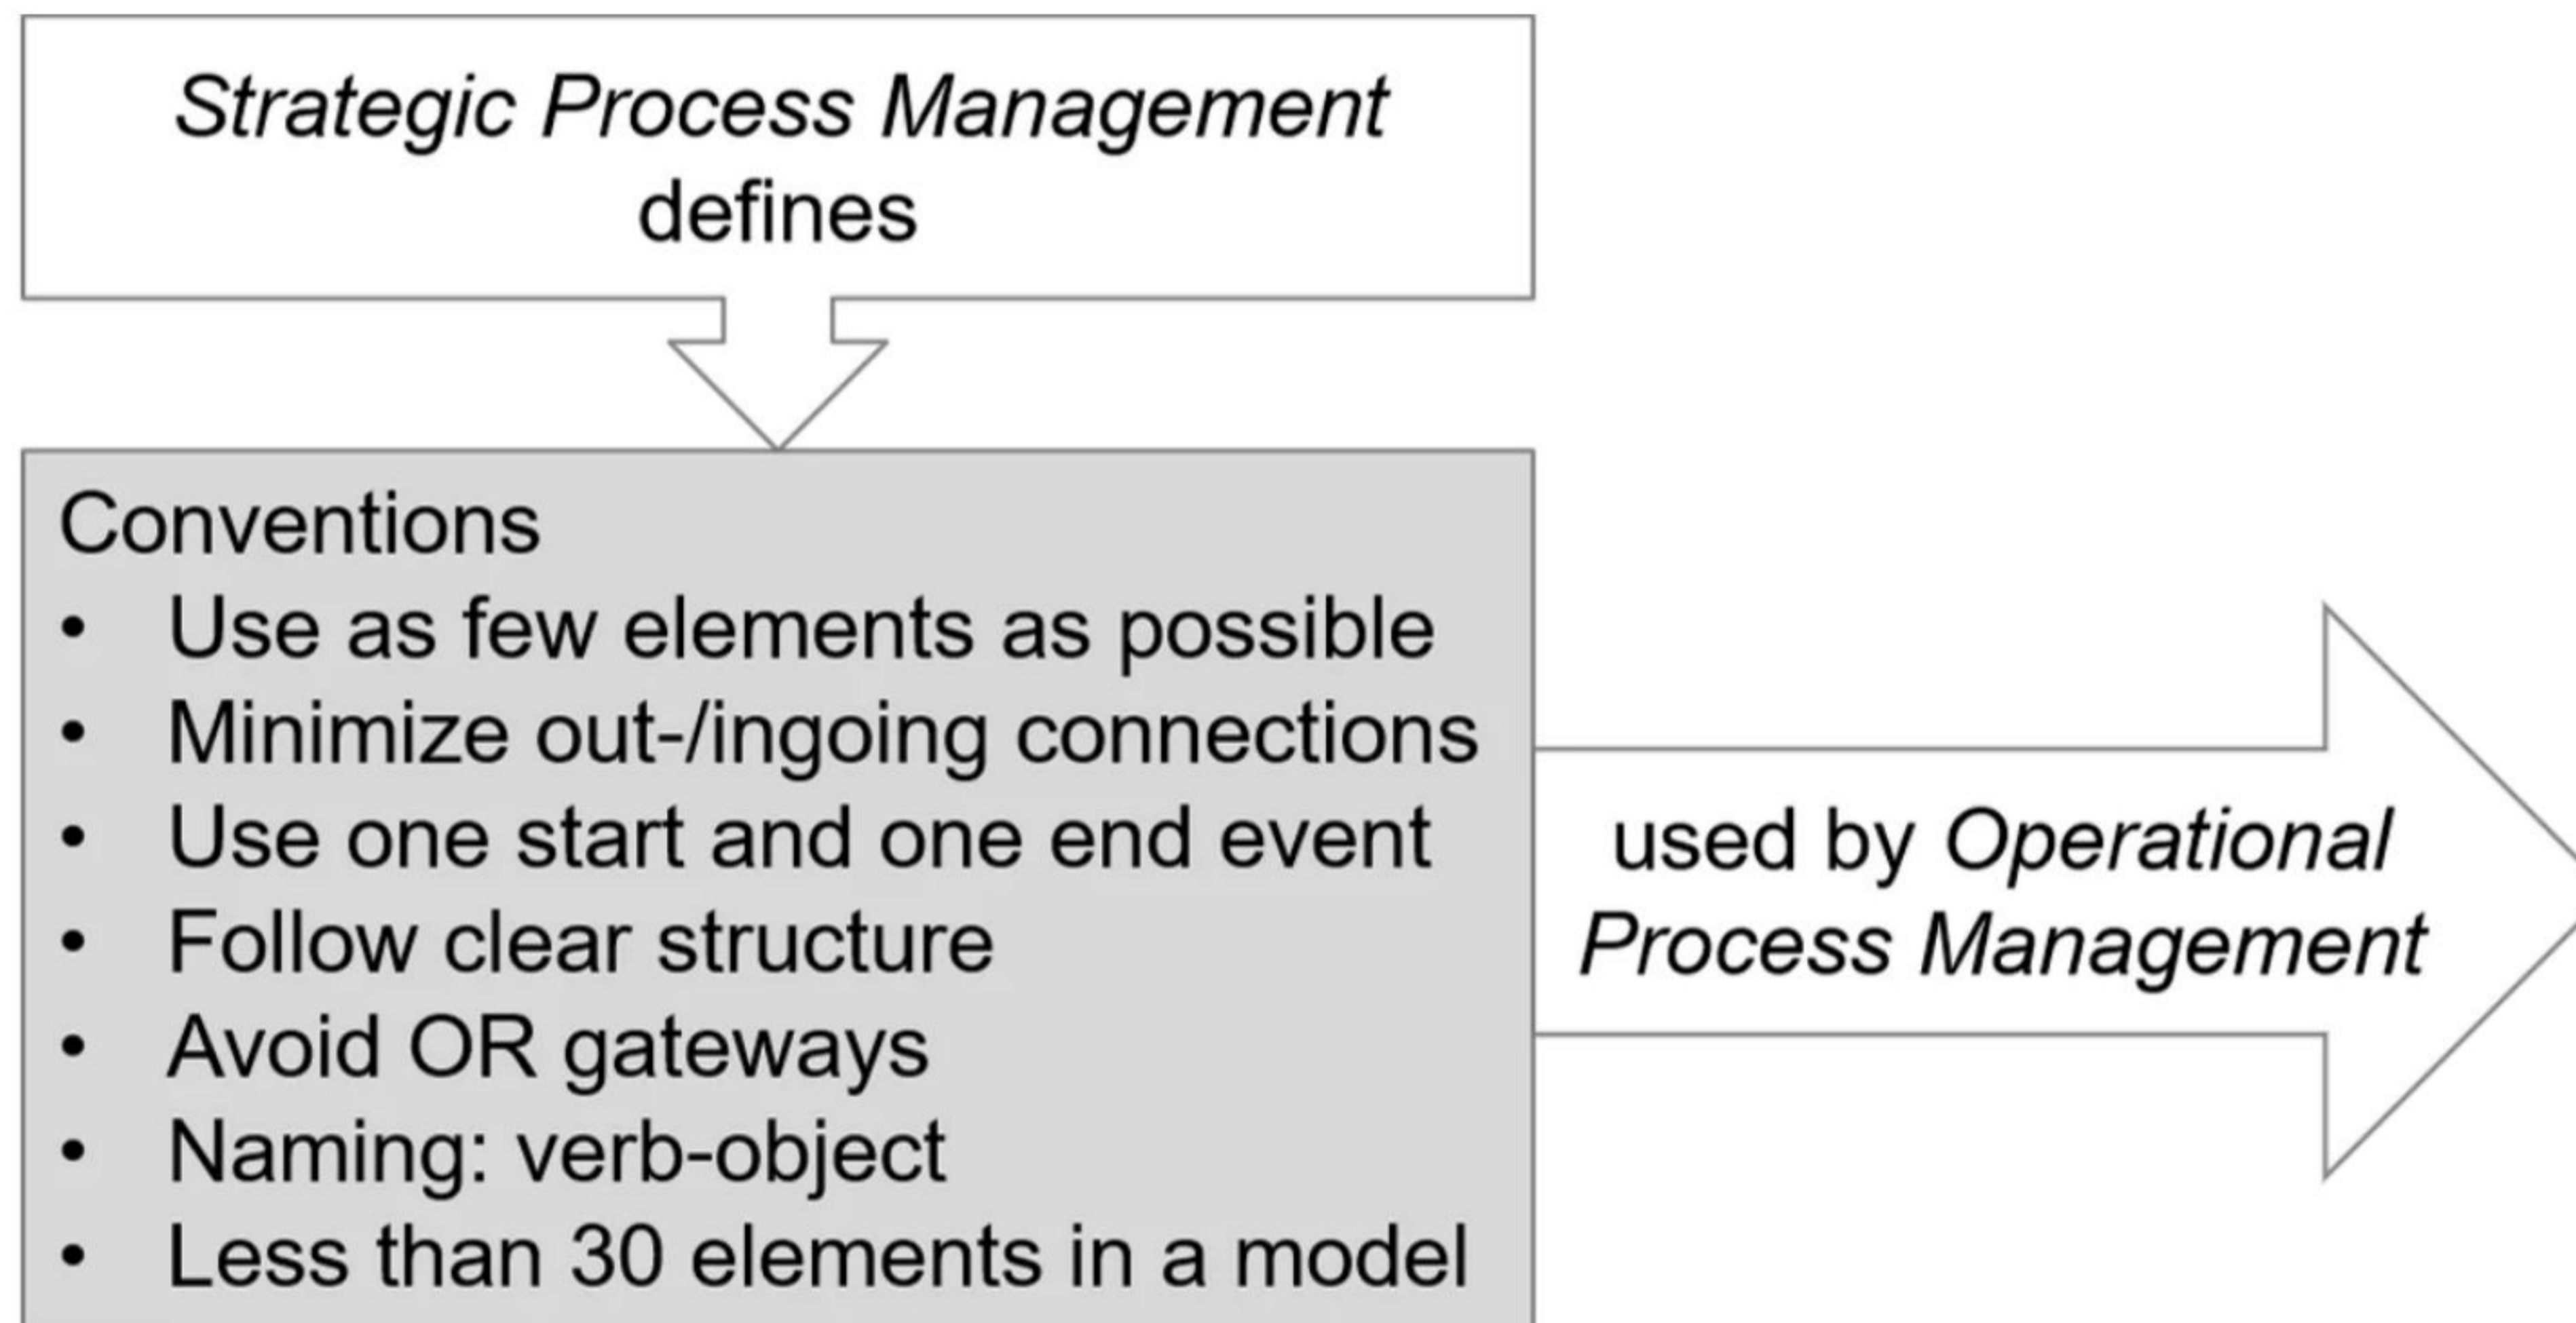 Strategic Process Management
defines
Conventions
• Use as few elements as possible
• Minimize out-/ingoing connections
• Use one start and one end event
• Follow clear structure
• Avoid OR gateways
• Naming: verb-object
• Less than 30 elements in a model
used by Operational
Process Management